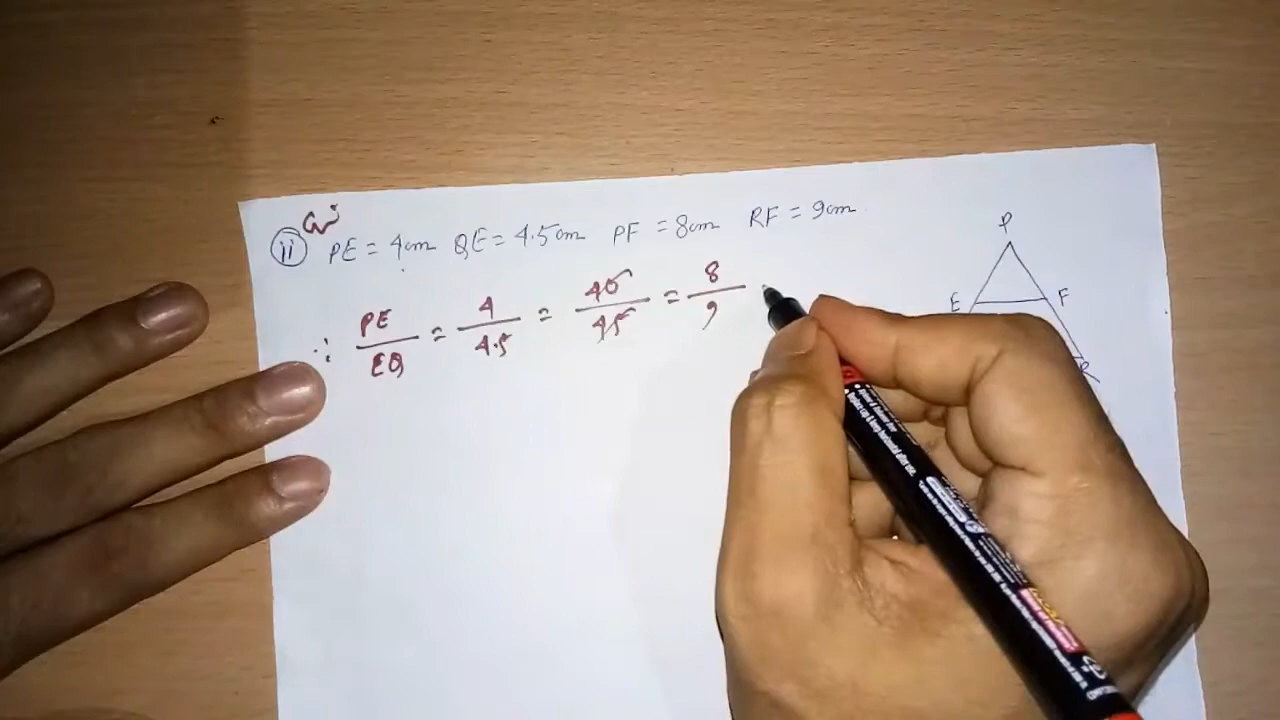 (ii) PE = 4cm QE = 4.5cm PF = 8cm RF = 9cm
∴ PE/EQ = 4/4.5 = 40/45 = 8/9
P
E F